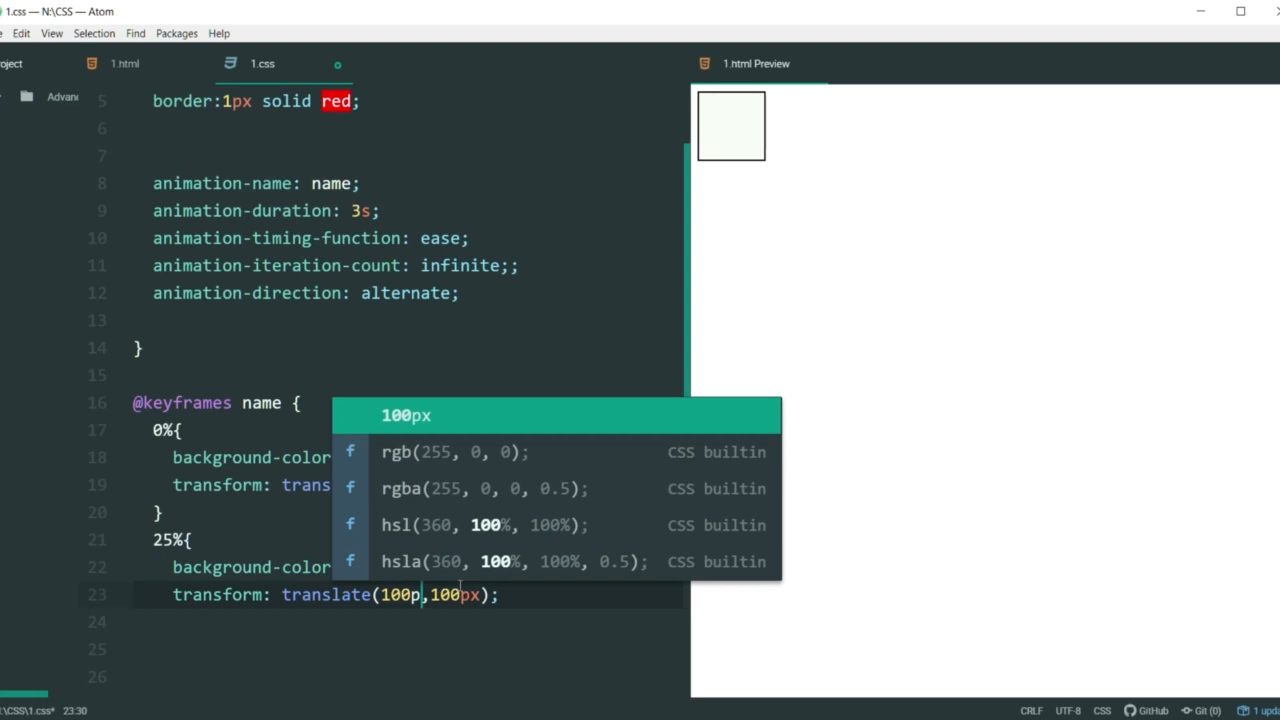 1.css — N:\CSS — Atom
Edit View Selection Find Packages Help
oject 1.html 1.css 1.html Preview
Advan
5 border:1px solid red;
6
7
8 animation-name: name;
9 animation-duration: 3s;
10 animation-timing-function: ease;
11 animation-iteration-count: infinite;;
12 animation-direction: alternate;
13
14 }
15
16 @keyframes name {
17 0%{
18 background-color
19 transform: trans
20 }
21 25%{
22 background-color
23 transform: translate(100p,100px);
24
25
26
100px
f rgb(255, 0, 0); CSS builtin
f rgba(255, 0, 0, 0.5); CSS builtin
f hsl(360, 100%, 100%); CSS builtin
f hsla(360, 100%, 100%, 0.5); CSS builtin
:\CSS\1.css* 23:30 CRLF UTF-8 CSS GitHub Git (0) 1 upda